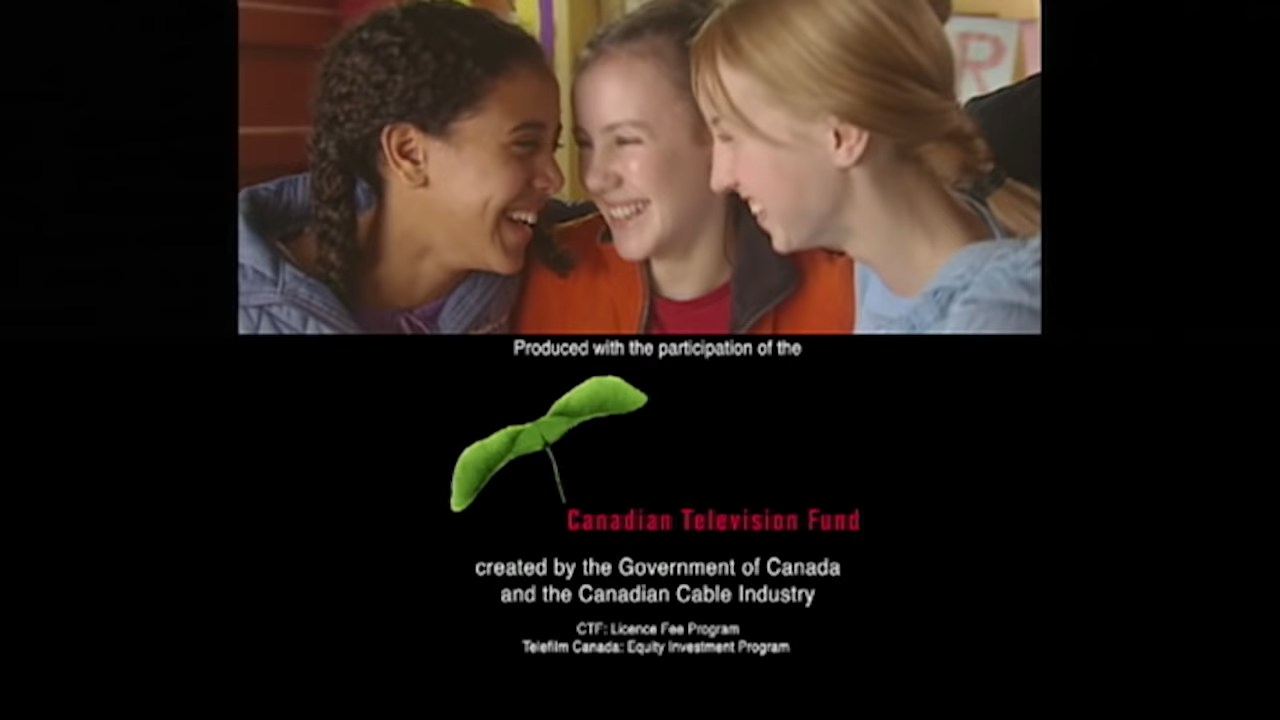 R
Produced with the participation of the
Canadian Television Fund
created by the Government of Canada
and the Canadian Cable Industry
CTF: Licence Fee Program
Telefilm Canada: Equity Investment Program